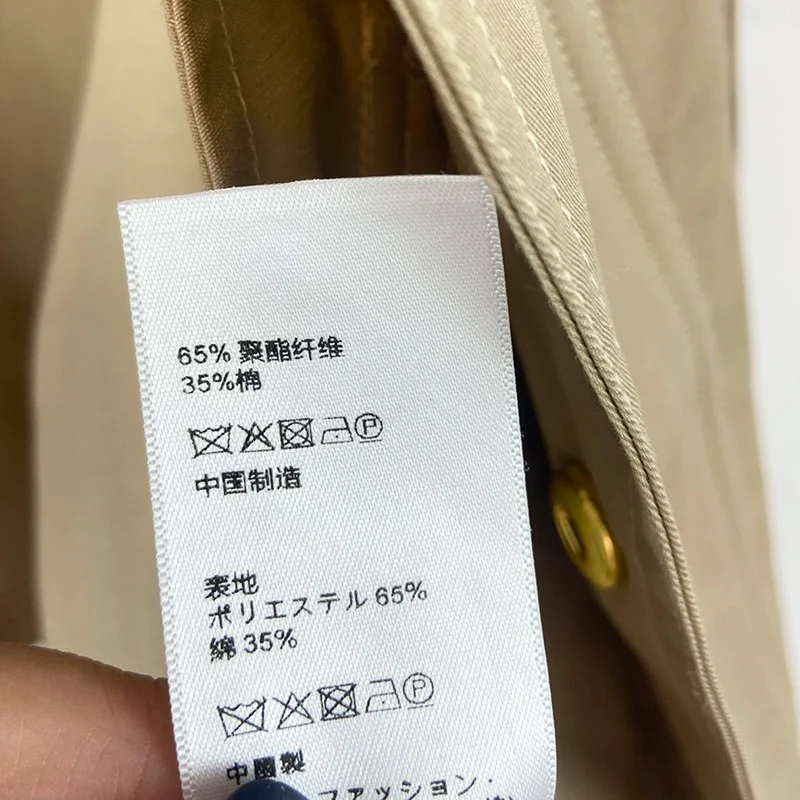 65% 聚酯纤维
35%棉
中国制造
表地
ポリエステル 65%
綿 35%
中國製
ファッション